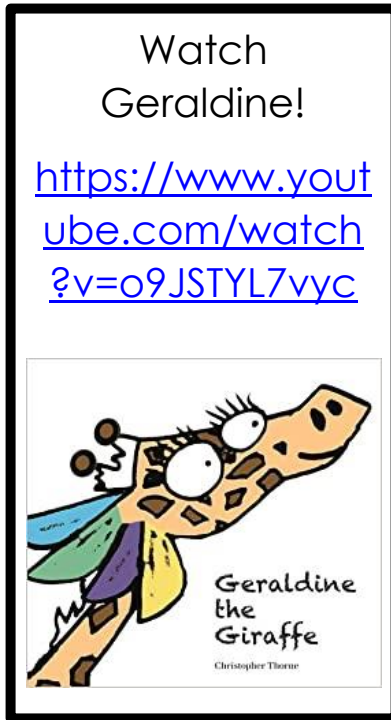 Watch
Geraldine!
https://www.yout
ube.com/watch
?v=o9JSTYL7vyc
Geraldine
the
Giraffe
Christopher Thorne